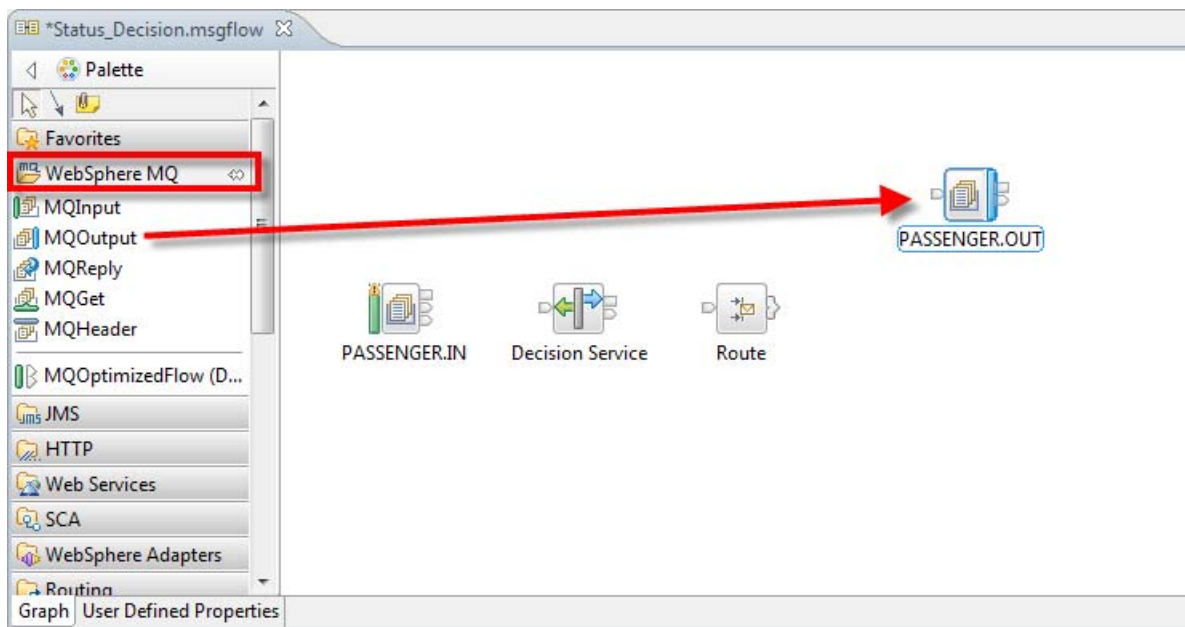 *Status_Decision.msgflow
Palette
Favorites
WebSphere MQ
MQInput
MQOutput
MQReply
MQGet
MQHeader
MQOptimizedFlow (D...
JMS
HTTP
Web Services
SCA
WebSphere Adapters
Routing
PASSENGER.OUT
PASSENGER.IN
Decision Service
Route
Graph
User Defined Properties